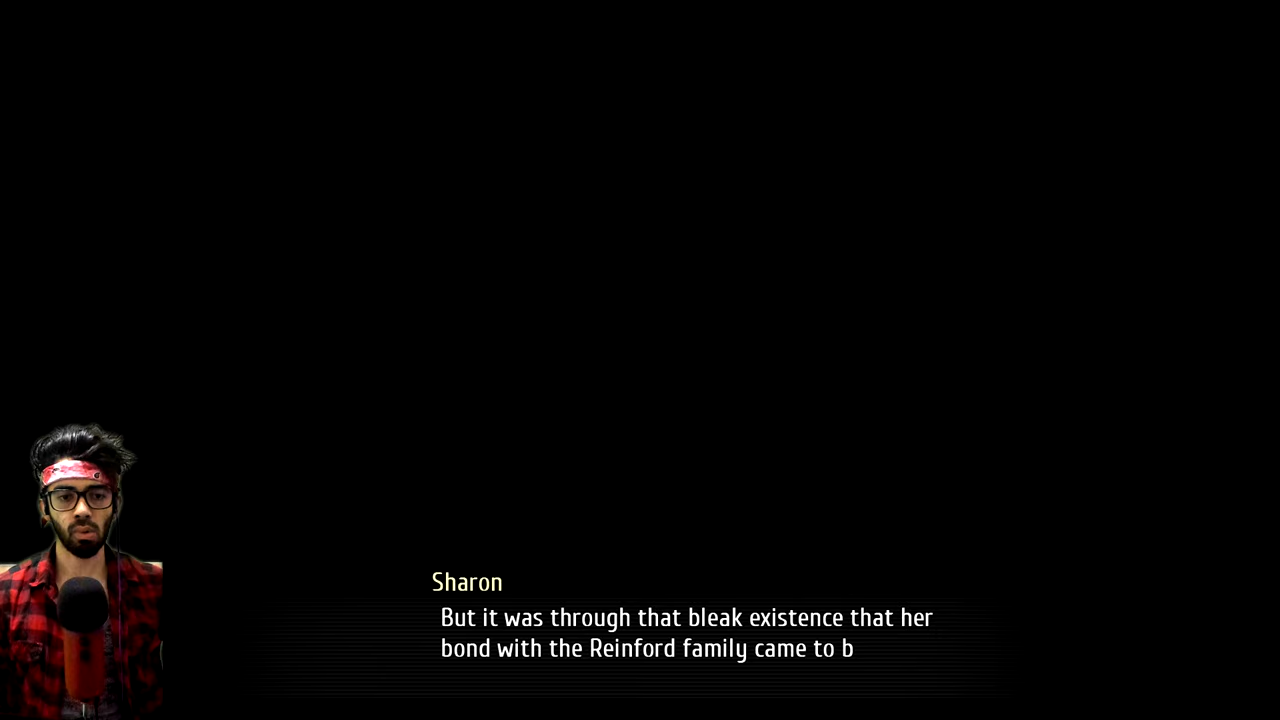 Sharon
But it was through that bleak existence that her
bond with the Reinford family came to b